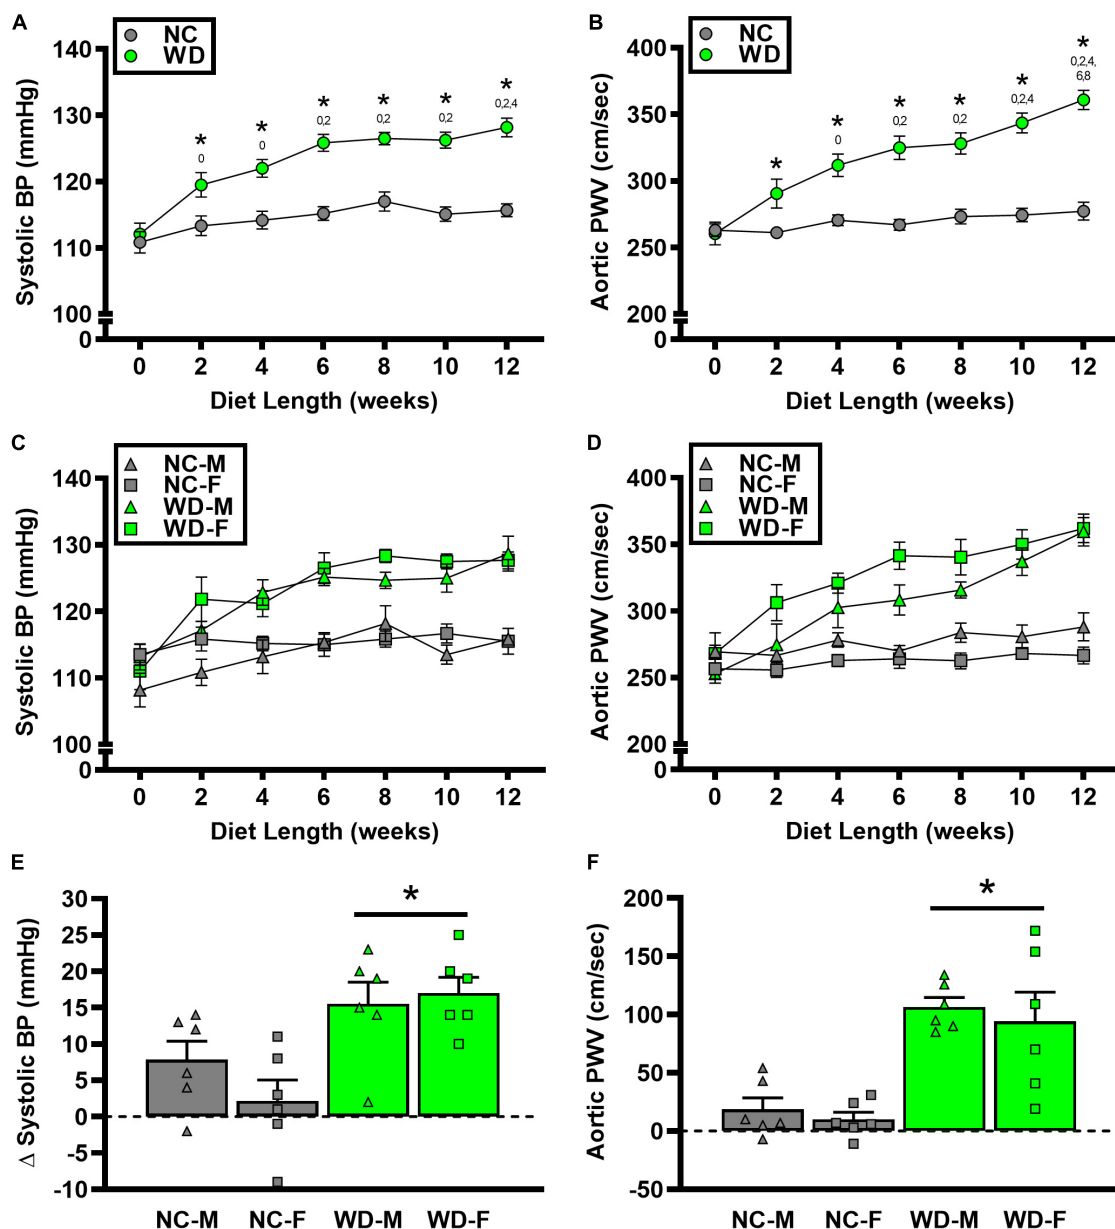 A
NC
WD
Systolic BP (mmHg)
140
130
120
110
100
0
*
0
*
0
*
0,2
*
0,2
*
0,2
*
0,2,4
0 2 4 6 8 10 12
Diet Length (weeks)
B
NC
WD
Aortic PWV (cm/sec)
400
350
300
250
200
0
*
*
0
*
0,2
*
0,2
*
0,2,4
*
0,2,4,
6,8
0 2 4 6 8 10 12
Diet Length (weeks)
C
NC-M
NC-F
WD-M
WD-F
Systolic BP (mmHg)
140
130
120
110
100
0
0 2 4 6 8 10 12
Diet Length (weeks)
D
NC-M
NC-F
WD-M
WD-F
Aortic PWV (cm/sec)
400
350
300
250
200
0
0 2 4 6 8 10 12
Diet Length (weeks)
E
Δ Systolic BP (mmHg)
30
25
20
15
10
5
0
-5
-10
*
NC-M NC-F WD-M WD-F
F
Aortic PWV (cm/sec)
200
150
100
50
0
-50
*
NC-M NC-F WD-M WD-F